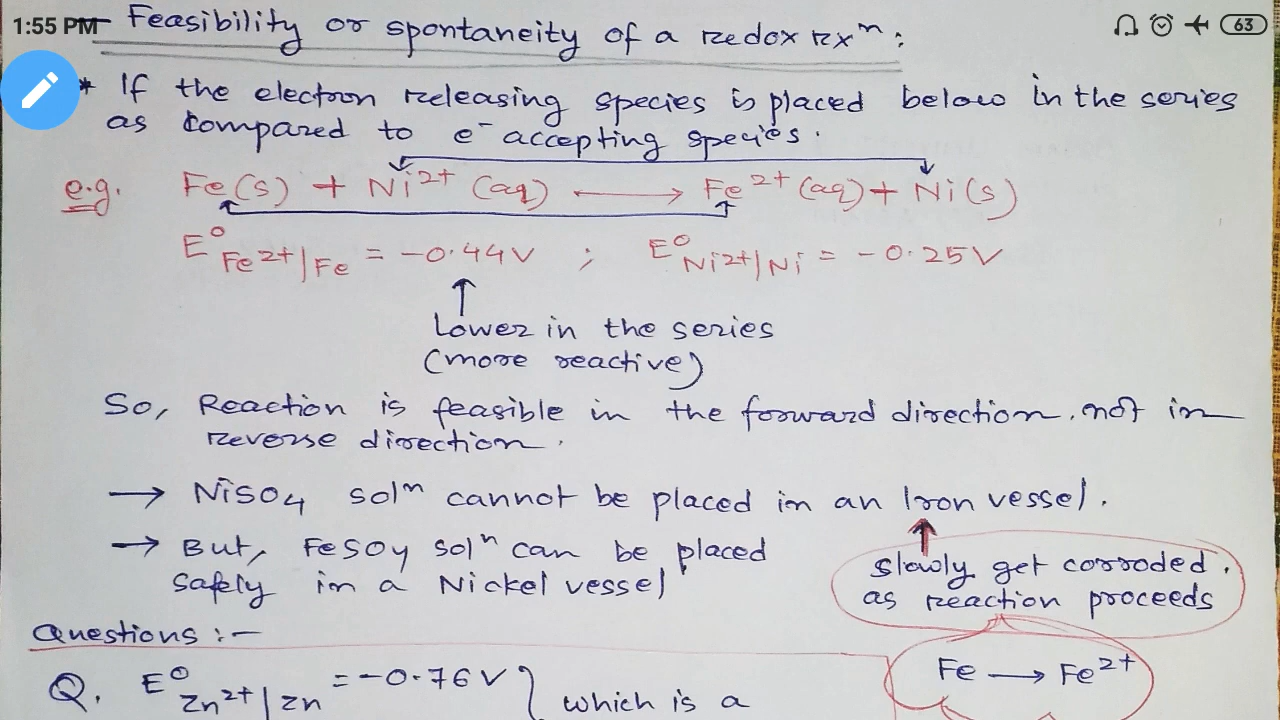 1:55 PM
63
Feasibility or spontaneity of a redox rxⁿ:
* If the electron releasing species is placed below in the series
as compared to e⁻ accepting species.
e.g. Fe(s) + Ni²⁺(aq) ⟶ Fe²⁺(aq) + Ni(s)
E°Fe²⁺|Fe = -0.44V ; E°Ni²⁺|Ni = -0.25V
↑
Lower in the series
(more reactive)
So, Reaction is feasible in the forward direction, not in
reverse direction.
→ NiSO4 solⁿ cannot be placed in an Iron vessel.
→ But, FeSO4 solⁿ can be placed
safely in a Nickel vessel
slowly get corroded.
as reaction proceeds
Fe ⟶ Fe²⁺
Questions :-
Q. E°Zn²⁺|Zn = -0.76V } which is a